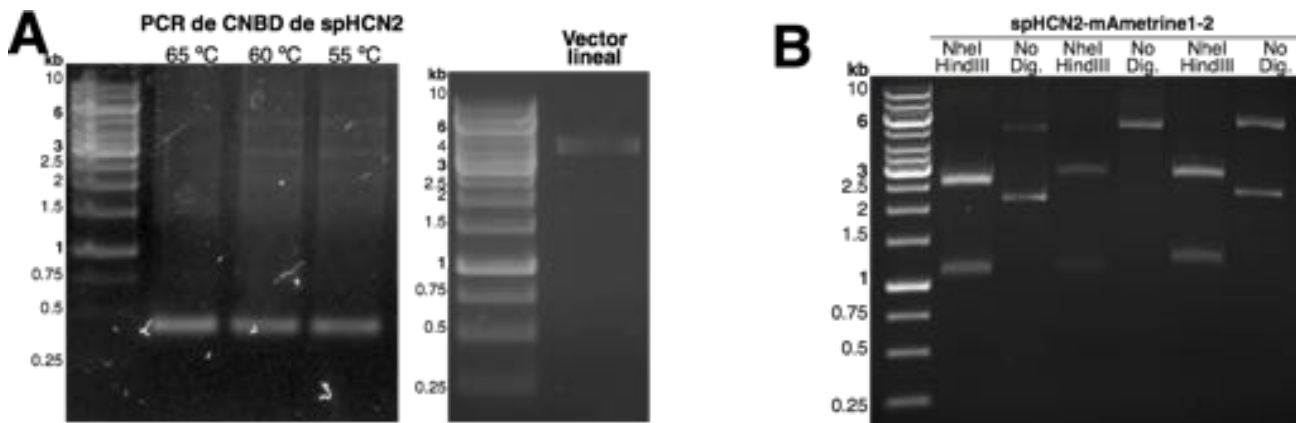 A
PCR de CNBD de spHCN2
65 ºC 60 ºC 55 ºC
kb
10
6
3
2.5
2
1.5
1
0.75
0.5
0.25
Vector
lineal
kb
10
6
4
3
2.5
2
1.5
1
0.75
0.5
0.25
B
spHCN2-mAmetrine1-2
NheI No NheI No NheI No
HindIII Dig. HindIII Dig. HindIII Dig.
kb
10
6
3
2.5
2
1.5
1
0.75
0.5
0.25